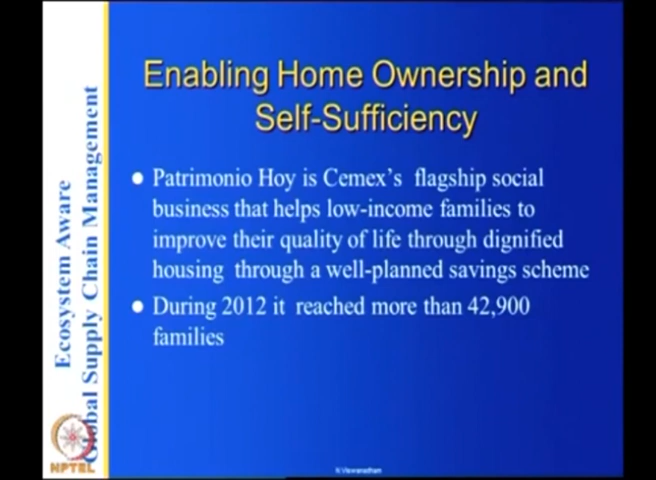 Enabling Home Ownership and
Self-Sufficiency
Patrimonio Hoy is Cemex's flagship social
business that helps low-income families to
improve their quality of life through dignified
housing through a well-planned savings scheme
During 2012 it reached more than 42,900
families
Ecosystem Aware
Global Supply Chain Management
NPTEL
N Viswanadham